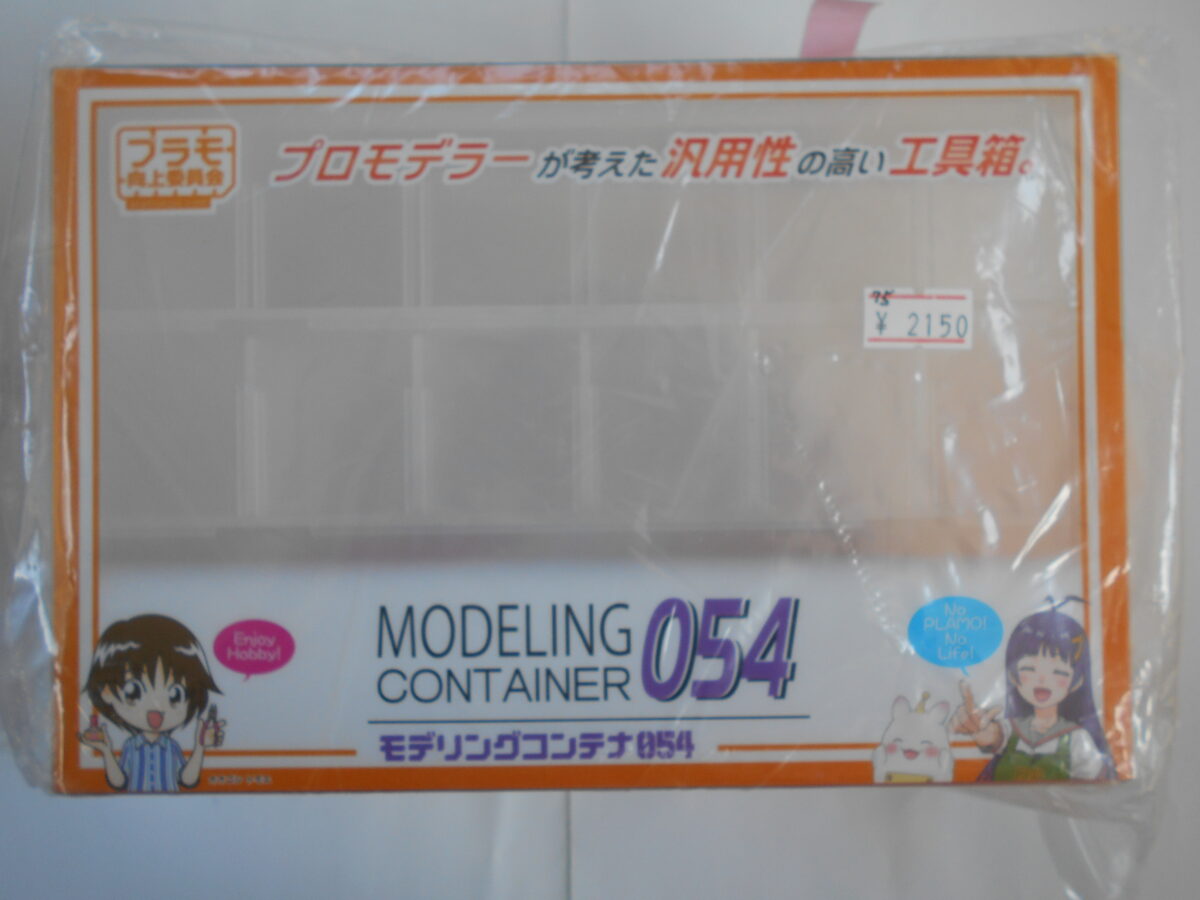 プラモ
向上委員会
プロモデラーが考えた汎用性の高い工具箱。
¥ 2150
MODELING
CONTAINER 054
モデリングコンテナ054
Enjoy
Hobby!
No
PLAMO!
No
Life!